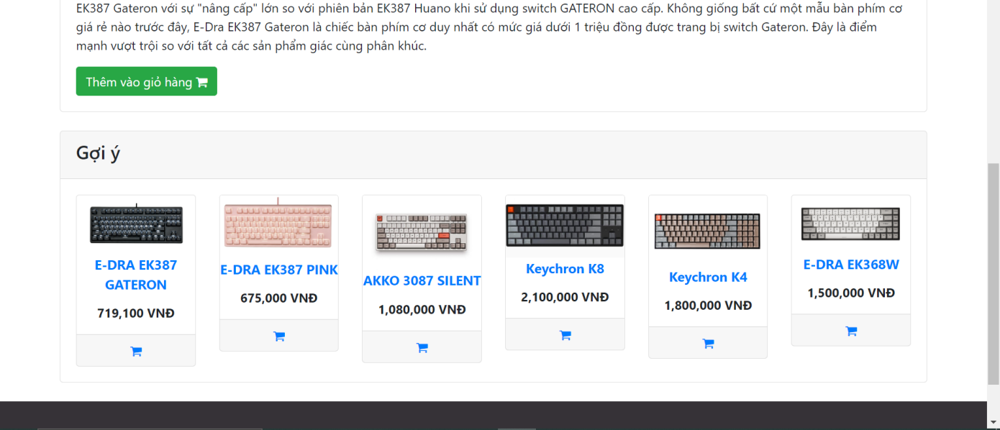 EK387 Gateron với sự "nâng cấp" lớn so với phiên bản EK387 Huano khi sử dụng switch GATERON cao cấp. Không giống bất cứ một mẫu bàn phím cơ
giá rẻ nào trước đây, E-Dra EK387 Gateron là chiếc bàn phím cơ duy nhất có mức giá dưới 1 triệu đồng được trang bị switch Gateron. Đây là điểm
mạnh vượt trội so với tất cả các sản phẩm giác cùng phân khúc.
Thêm vào giỏ hàng
Gợi ý
E-DRA EK387
GATERON
719,100 VNĐ
E-DRA EK387 PINK
675,000 VNĐ
AKKO 3087 SILENT
1,080,000 VNĐ
Keychron K8
2,100,000 VNĐ
Keychron K4
1,800,000 VNĐ
E-DRA EK368W
1,500,000 VNĐ